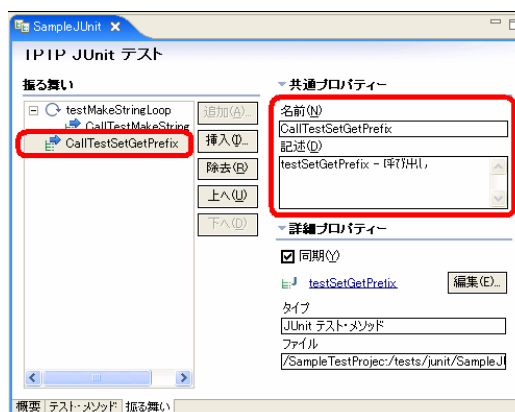 SampleJUnit
TPTP JUnit テスト
振る舞い
testMakeStringLoop
CallTestMakeString
CallTestSetGetPrefix
追加(A)...
挿入(I)...
除去(R)
上へ(U)
下へ(D)
共通プロパティー
名前(N)
CallTestSetGetPrefix
記述(D)
testSetGetPrefix - 呼び出し,
詳細プロパティー
同期(Y)
testSetGetPrefix
編集(E)...
タイプ
JUnit テスト・メソッド
ファイル
/SampleTestProject/tests/junit/SampleJ
概要 テスト・メソッド 振る舞い